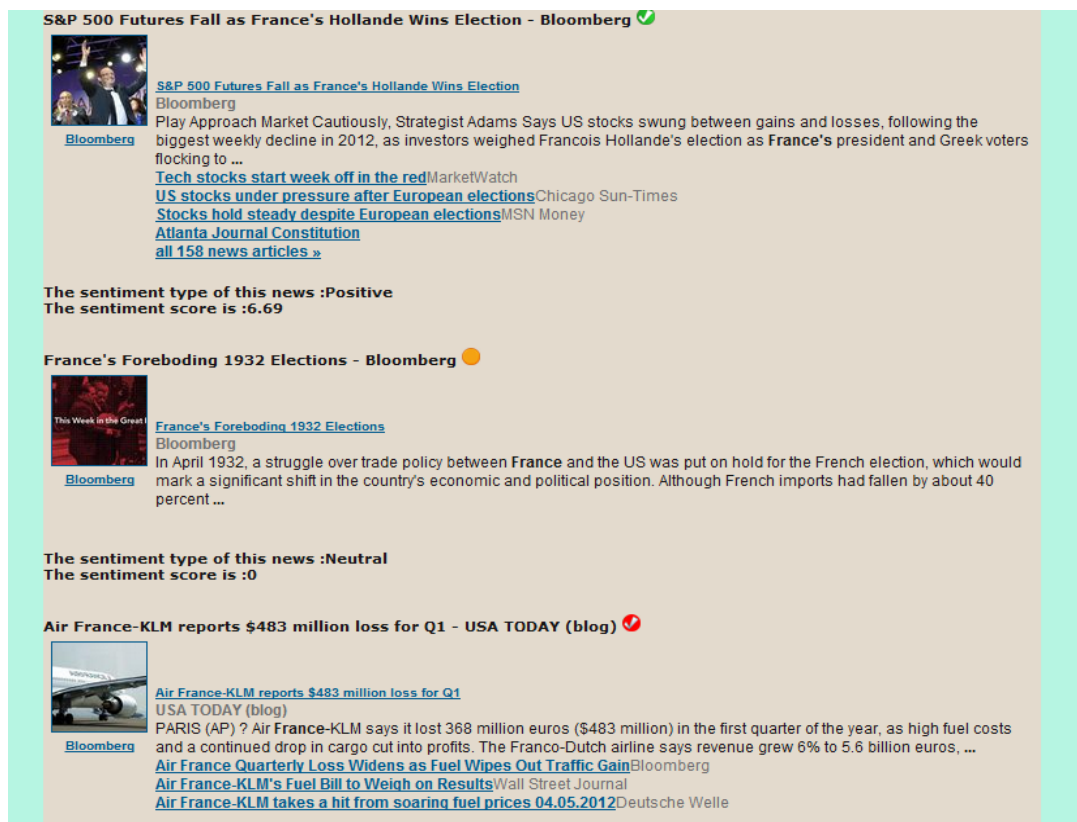 S&P 500 Futures Fall as France's Hollande Wins Election - Bloomberg
S&P 500 Futures Fall as France's Hollande Wins Election
Bloomberg
Play Approach Market Cautiously, Strategist Adams Says US stocks swung between gains and losses, following the
Bloomberg
biggest weekly decline in 2012, as investors weighed Francois Hollande's election as France's president and Greek voters
flocking to ...
Tech stocks start week off in the redMarketWatch
US stocks under pressure after European electionsChicago Sun-Times
Stocks hold steady despite European electionsMSN Money
Atlanta Journal Constitution
all 158 news articles »
The sentiment type of this news :Positive
The sentiment score is :6.69
France's Foreboding 1932 Elections - Bloomberg
This Week in the Great
France's Foreboding 1932 Elections
Bloomberg
In April 1932, a struggle over trade policy between France and the US was put on hold for the French election, which would
Bloomberg
mark a significant shift in the country's economic and political position. Although French imports had fallen by about 40
percent ...
The sentiment type of this news :Neutral
The sentiment score is :0
Air France-KLM reports $483 million loss for Q1 - USA TODAY (blog)
Air France-KLM reports $483 million loss for Q1
USA TODAY (blog)
PARIS (AP) ? Air France-KLM says it lost 368 million euros ($483 million) in the first quarter of the year, as high fuel costs
Bloomberg
and a continued drop in cargo cut into profits. The Franco-Dutch airline says revenue grew 6% to 5.6 billion euros, ...
Air France Quarterly Loss Widens as Fuel Wipes Out Traffic GainBloomberg
Air France-KLM's Fuel Bill to Weigh on ResultsWall Street Journal
Air France-KLM takes a hit from soaring fuel prices 04.05.2012Deutsche Welle